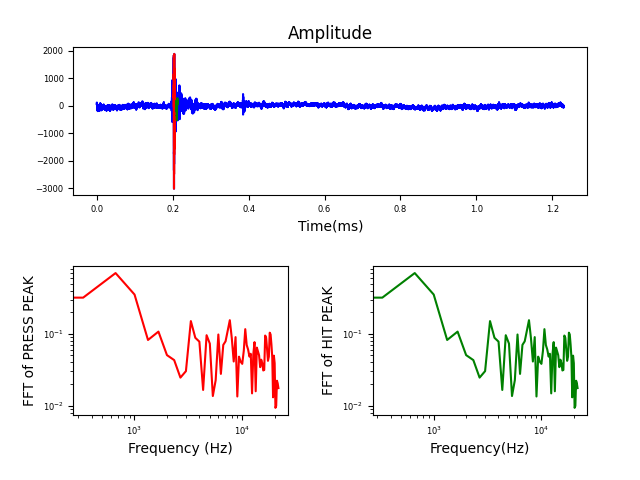 Amplitude
2000
1000
0
−1000
−2000
−3000
0.0 0.2 0.4 0.6 0.8 1.0 1.2
Time(ms)
FFT of PRESS PEAK
10⁻¹
10⁻²
10³ 10⁴
Frequency (Hz)
FFT of HIT PEAK
10⁻¹
10⁻²
10³ 10⁴
Frequency(Hz)